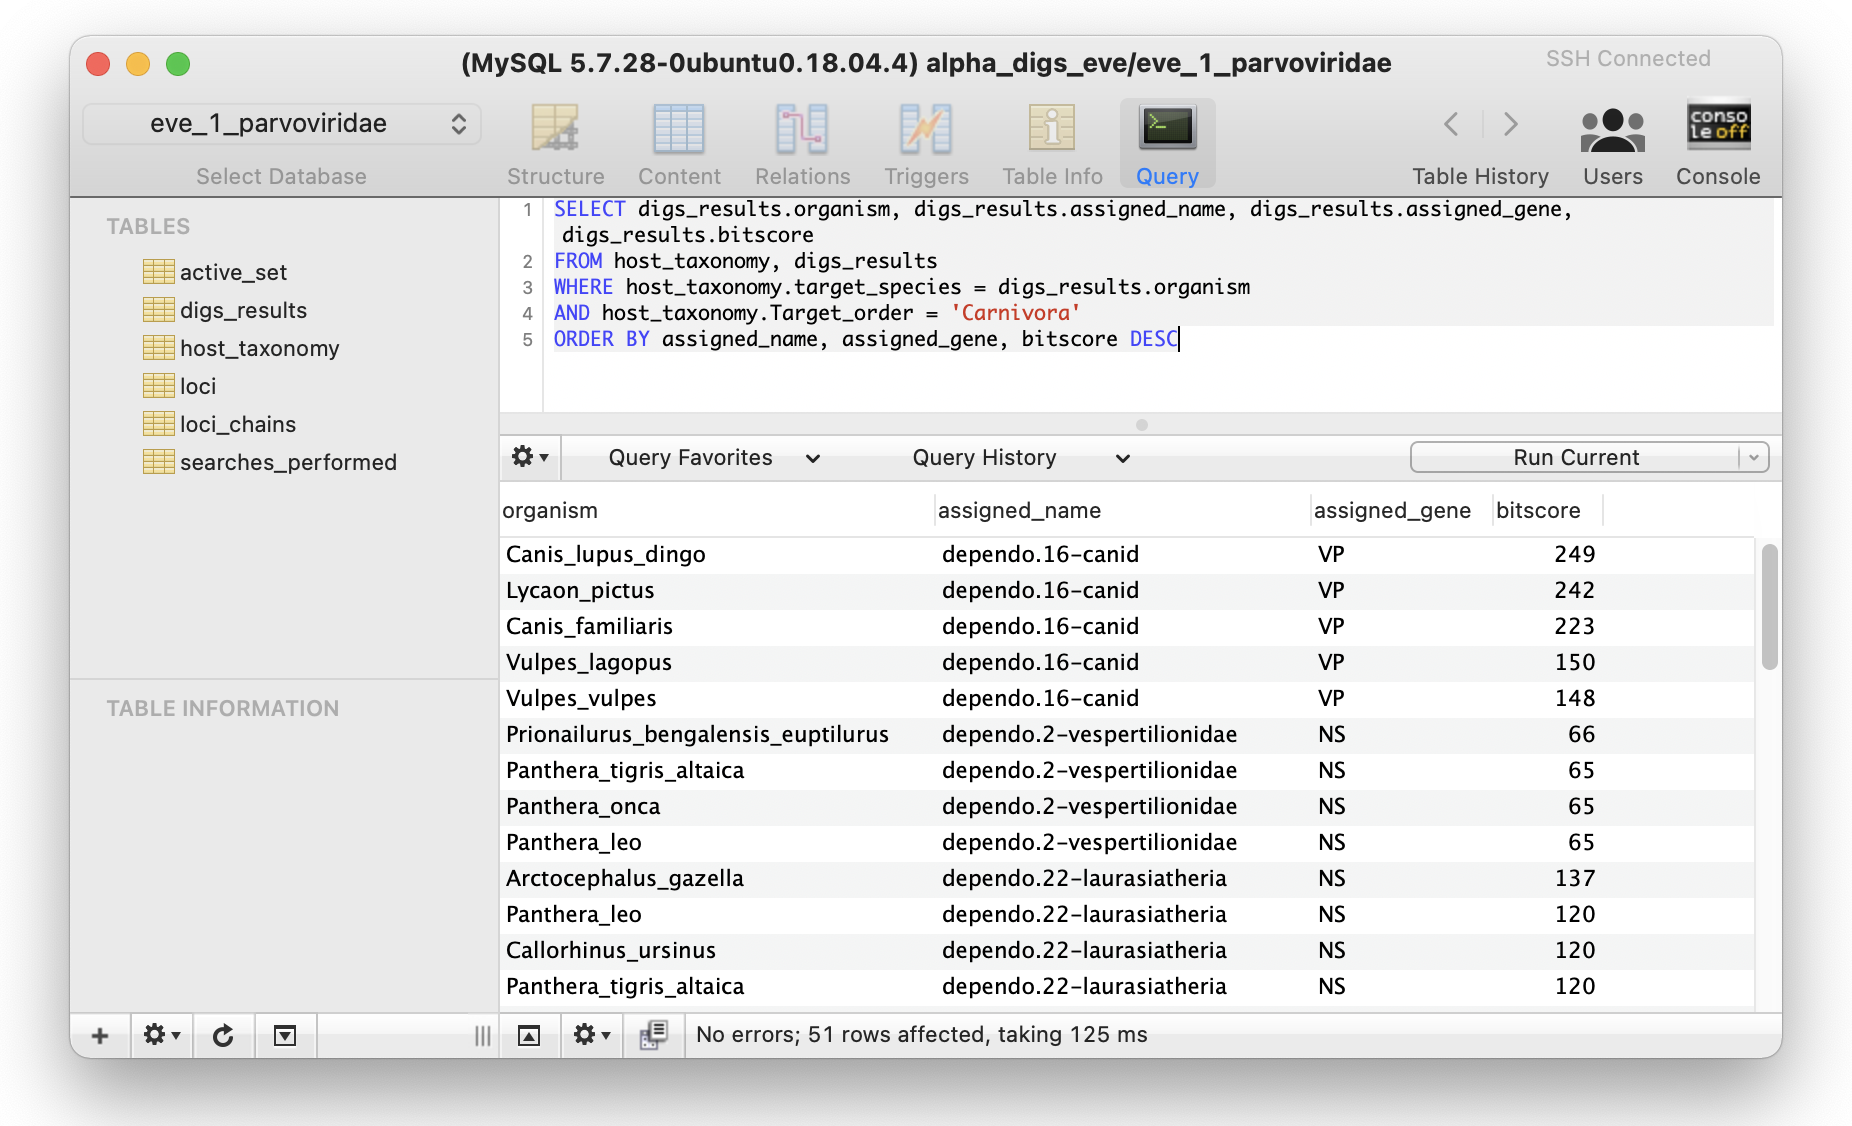 (MySQL 5.7.28-0ubuntu0.18.04.4) alpha_digs_eve/eve_1_parvoviridae
SSH Connected
eve_1_parvoviridae
Select Database
Structure
Content
Relations
Triggers
Table Info
Query
Table History
Users
conso
leoff
Console
TABLES
active_set
digs_results
host_taxonomy
loci
loci_chains
searches_performed
TABLE INFORMATION
1 SELECT digs_results.organism, digs_results.assigned_name, digs_results.assigned_gene,
digs_results.bitscore
2 FROM host_taxonomy, digs_results
3 WHERE host_taxonomy.target_species = digs_results.organism
4 AND host_taxonomy.Target_order = 'Carnivora'
5 ORDER BY assigned_name, assigned_gene, bitscore DESC
Query Favorites
Query History
Run Current
organism assigned_name assigned_gene bitscore
Canis_lupus_dingo dependo.16-canid VP 249
Lycaon_pictus dependo.16-canid VP 242
Canis_familiaris dependo.16-canid VP 223
Vulpes_lagopus dependo.16-canid VP 150
Vulpes_vulpes dependo.16-canid VP 148
Prionailurus_bengalensis_euptilurus dependo.2-vespertilionidae NS 66
Panthera_tigris_altaica dependo.2-vespertilionidae NS 65
Panthera_onca dependo.2-vespertilionidae NS 65
Panthera_leo dependo.2-vespertilionidae NS 65
Arctocephalus_gazella dependo.22-laurasiatheria NS 137
Panthera_leo dependo.22-laurasiatheria NS 120
Callorhinus_ursinus dependo.22-laurasiatheria NS 120
Panthera_tigris_altaica dependo.22-laurasiatheria NS 120
No errors; 51 rows affected, taking 125 ms